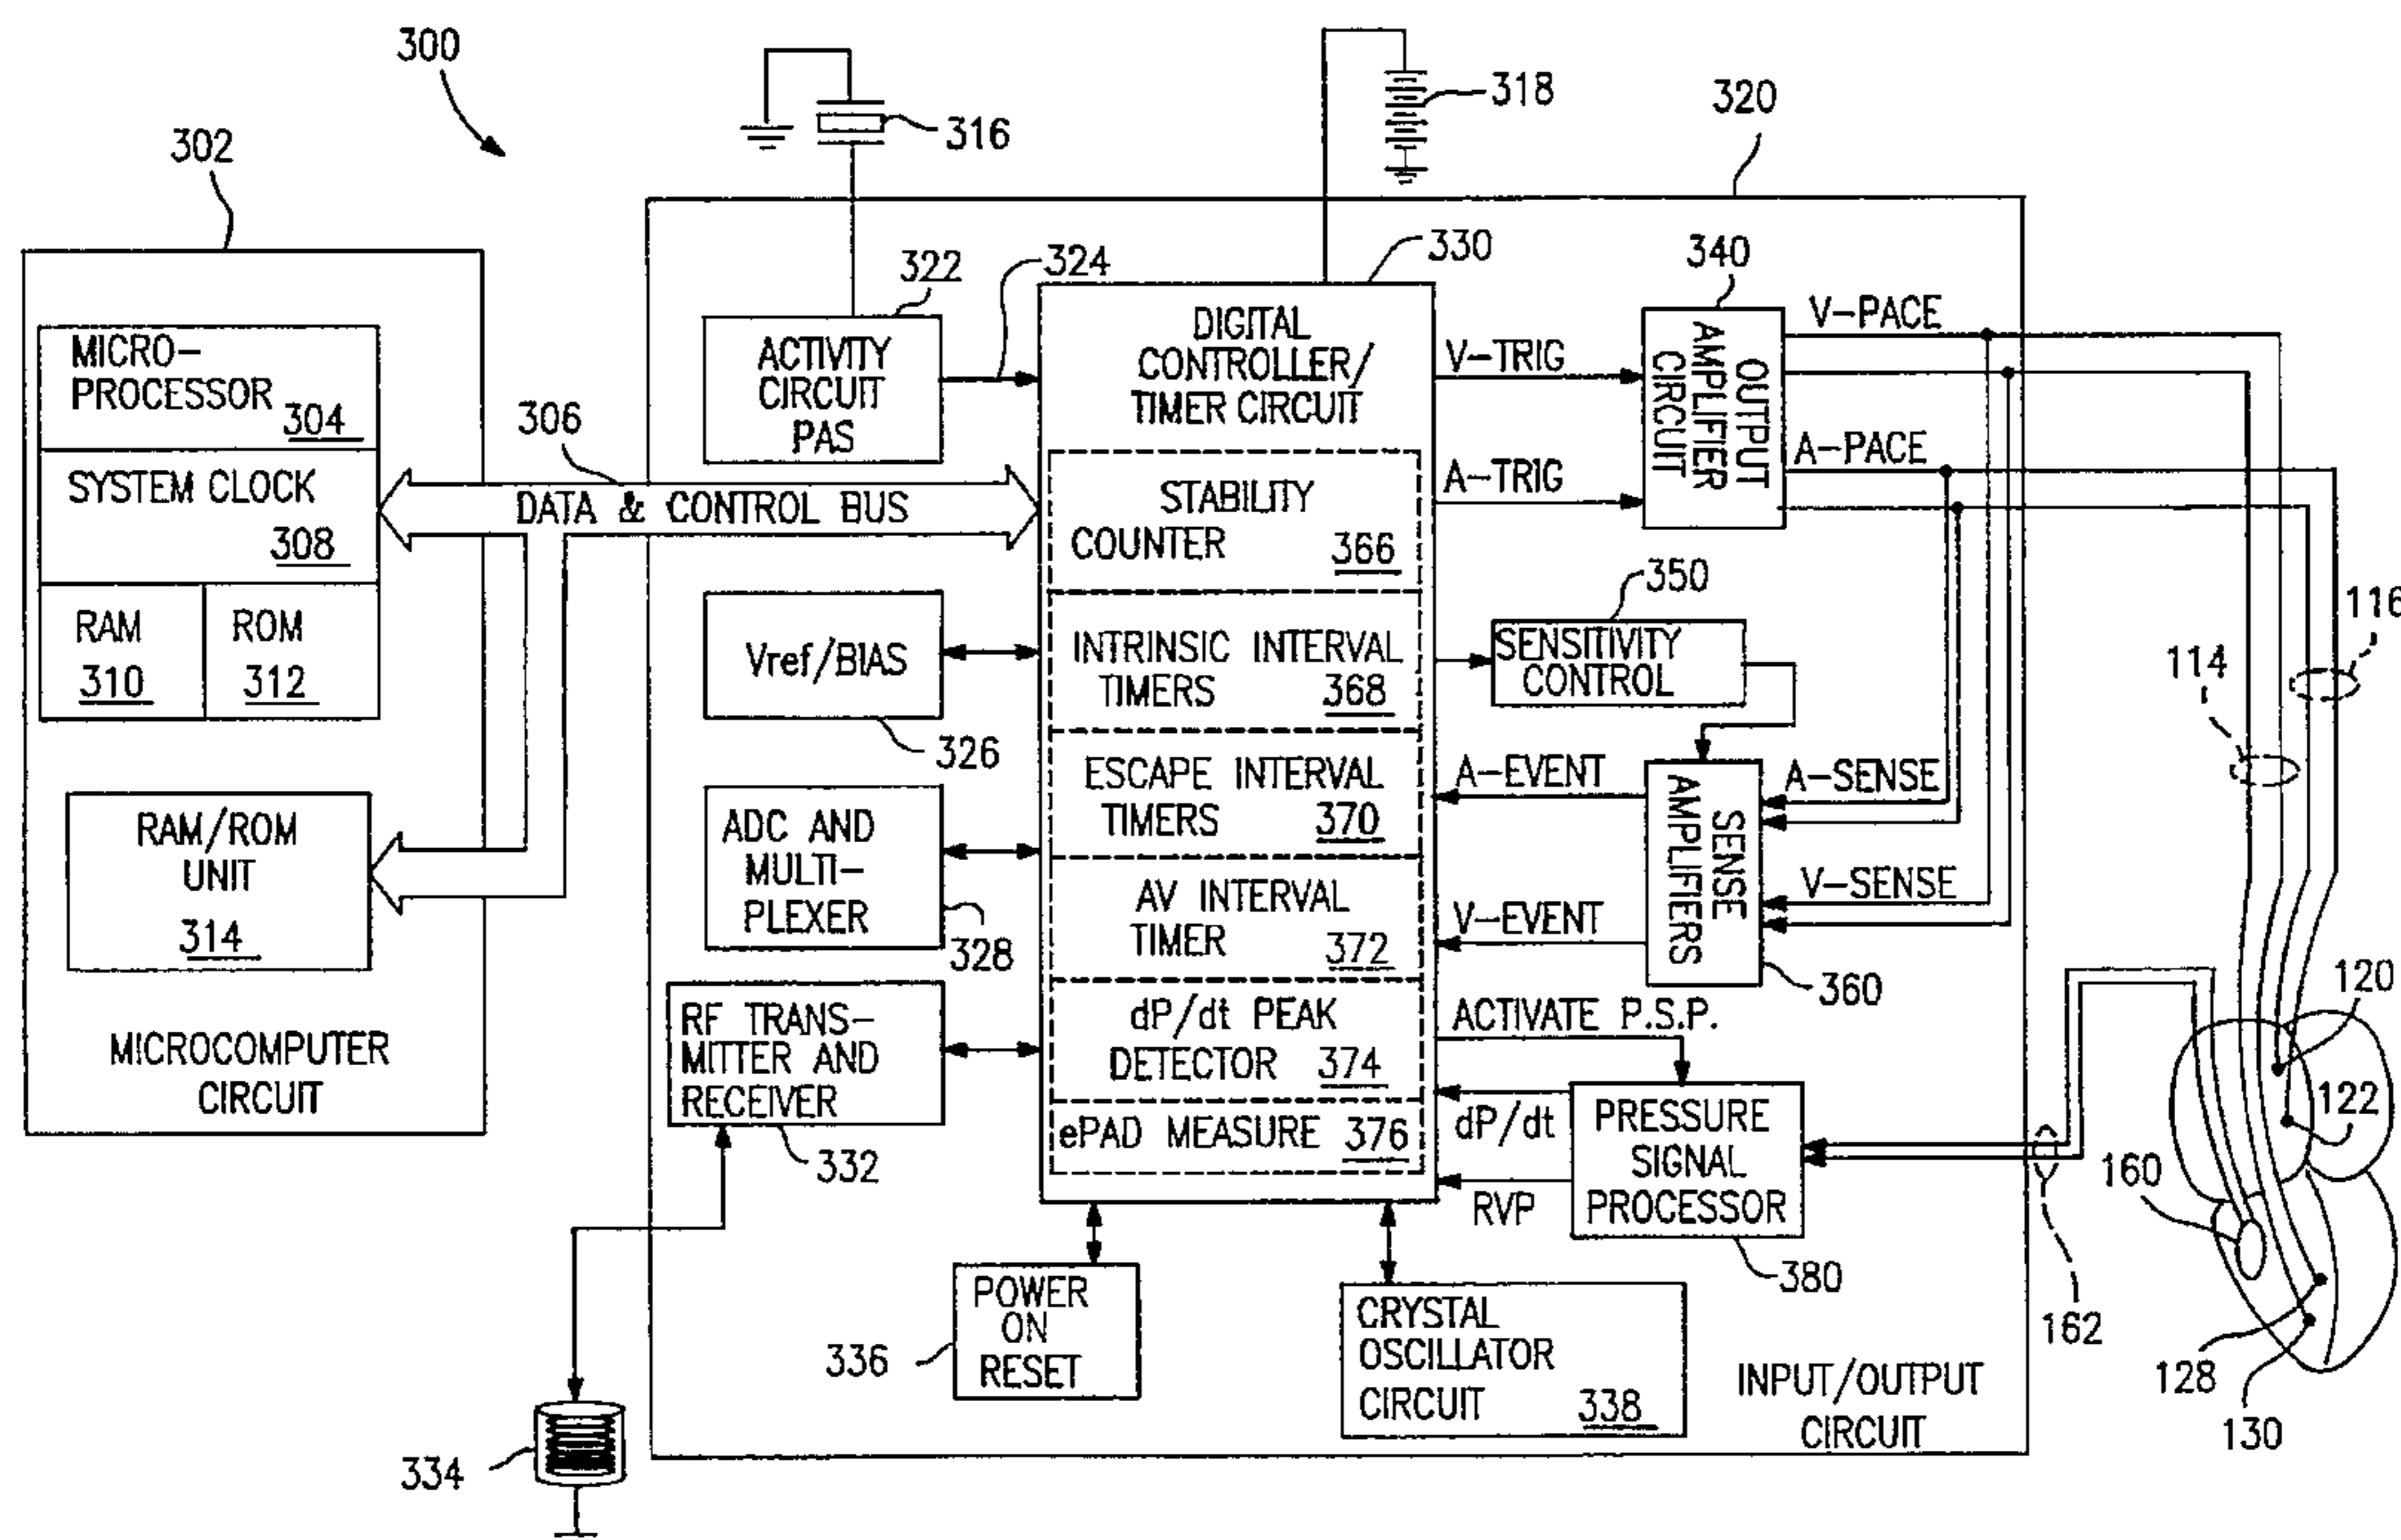 300
302
316
318
320
MICRO-
PROCESSOR 304
SYSTEM CLOCK
308
RAM
310
ROM
312
RAM/ROM
UNIT
314
MICROCOMPUTER
CIRCUIT
306
DATA & CONTROL BUS
322
324
ACTIVITY
CIRCUIT
PAS
Vref/BIAS
326
ADC AND
MULTI-
PLEXER
328
RF TRANS-
MITTER AND
RECEIVER
332
334
336
POWER
ON
RESET
330
DIGITAL
CONTROLLER/
TIMER CIRCUIT
STABILITY
COUNTER 366
INTRINSIC INTERVAL
TIMERS 368
ESCAPE INTERVAL
TIMERS 370
AV INTERVAL
TIMER 372
dP/dt PEAK
DETECTOR 374
ePAD MEASURE 376
CRYSTAL
OSCILLATOR
CIRCUIT 338
V-TRIG
A-TRIG
340
OUTPUT
AMPLIFIER
CIRCUIT
V-PACE
A-PACE
350
SENSITIVITY
CONTROL
A-EVENT
V-EVENT
SENSE
AMPLIFIERS
360
A-SENSE
V-SENSE
ACTIVATE P.S.P.
dP/dt
RVP
PRESSURE
SIGNAL
PROCESSOR
380
INPUT/OUTPUT
CIRCUIT
114
116
120
122
160
162
128
130